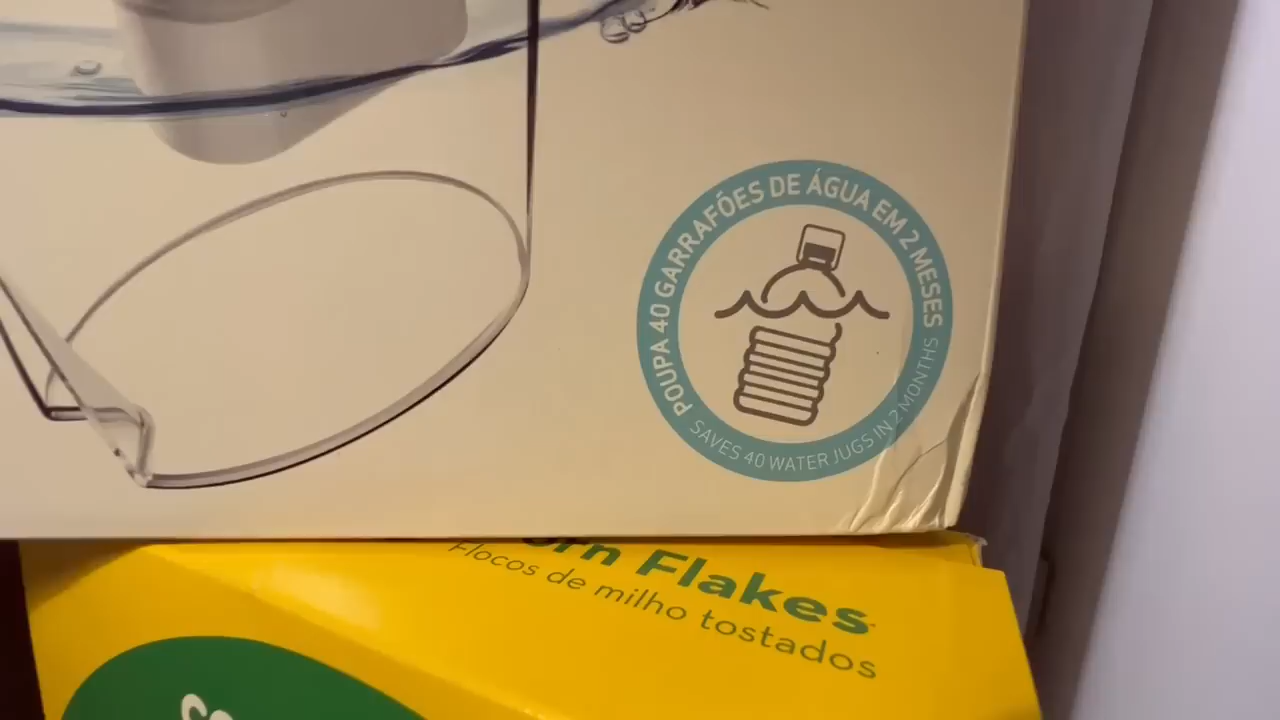 POUPA 40 GARRAFÕES DE ÁGUA EM 2 MESES
SAVES 40 WATER JUGS IN 2 MONTHS
Flakes
Flocos de milho tostados